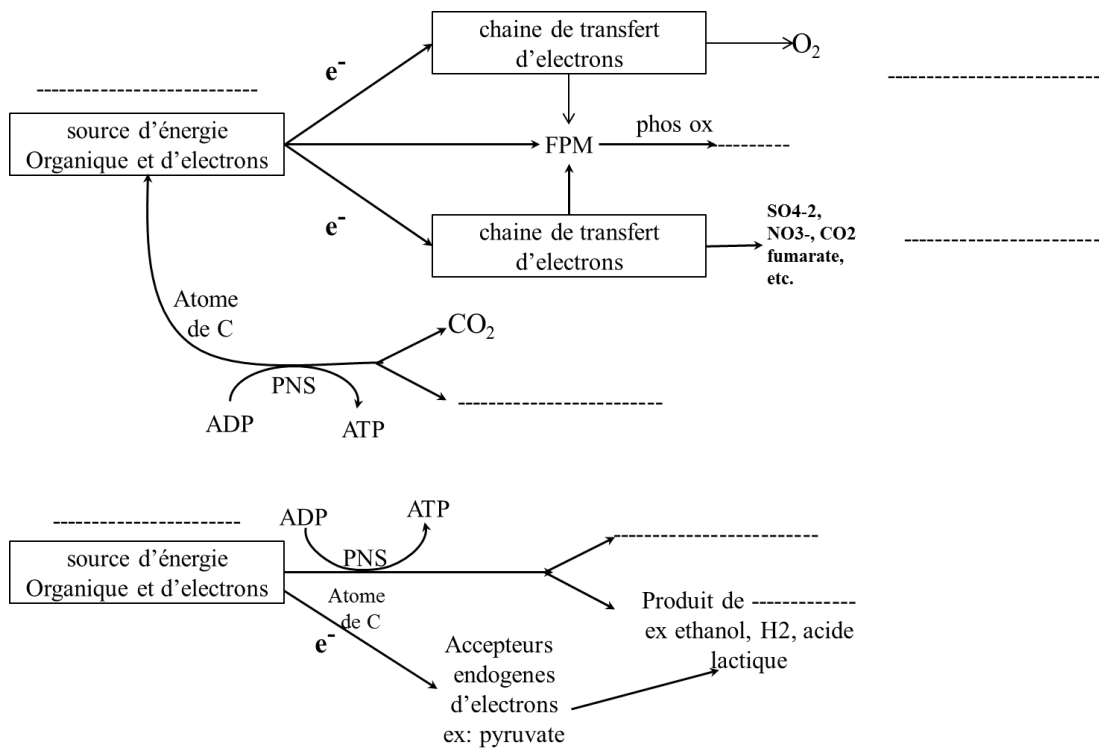 chaine de transfert
d'electrons
O2
e-
source d'énergie
Organique et d'electrons
phos ox
FPM
e-
chaine de transfert
d'electrons
SO4-2,
NO3-, CO2
fumarate,
etc.
Atome
de C
CO2
PNS
ADP
ATP
ADP
ATP
PNS
source d'énergie
Organique et d'electrons
Atome
de C
e-
Produit de -----------
ex ethanol, H2, acide
lactique
Accepteurs
endogenes
d'electrons
ex: pyruvate